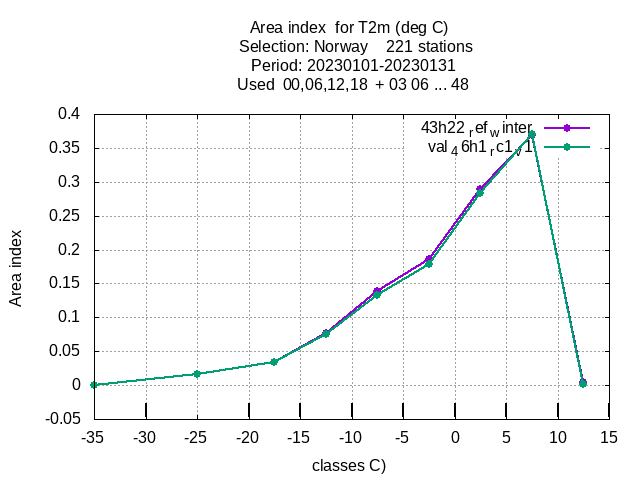 Area index  for T2m (deg C)
Selection: Norway    221 stations
Period: 20230101-20230131
Used  00,06,12,18  + 03 06 ... 48
0.4
0.35
0.3
0.25
0.2
0.15
0.1
0.05
0
-0.05
Area index
43h22refwinter
val46h1rc1v1
-35 -30 -25 -20 -15 -10 -5 0 5 10 15
classes C)